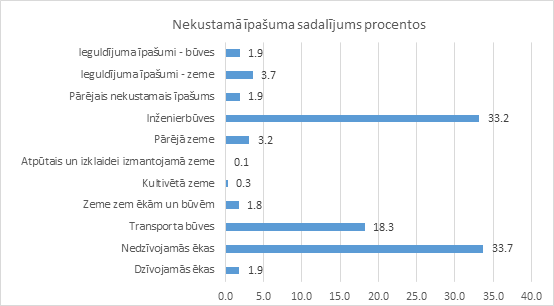 Nekustamā īpašuma sadalījums procentos
Ieguldījuma īpašumi - būves 1.9
Ieguldījuma īpašumi - zeme 3.7
Pārējais nekustamais īpašums 1.9
Inženierbūves 33.2
Pārējā zeme 3.2
Atpūtais un izklaidei izmantojamā zeme 0.1
Kultivētā zeme 0.3
Zeme zem ēkām un būvēm 1.8
Transporta būves 18.3
Nedzīvojamās ēkas 33.7
Dzīvojamās ēkas 1.9
0.0 5.0 10.0 15.0 20.0 25.0 30.0 35.0 40.0